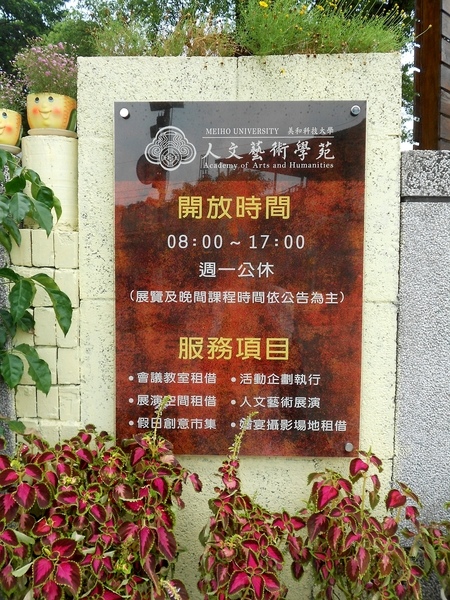 MEIHO UNIVERSITY 美和科技大學
人文藝術學苑
Academy of Arts and Humanities
開放時間
08:00~17:00
週一公休
(展覽及晚間課程時間依公告為主)
服務項目
•會議教室租借 •活動企劃執行
•展演空間租借 •人文藝術展演
•假日創意市集 •婚宴攝影場地租借